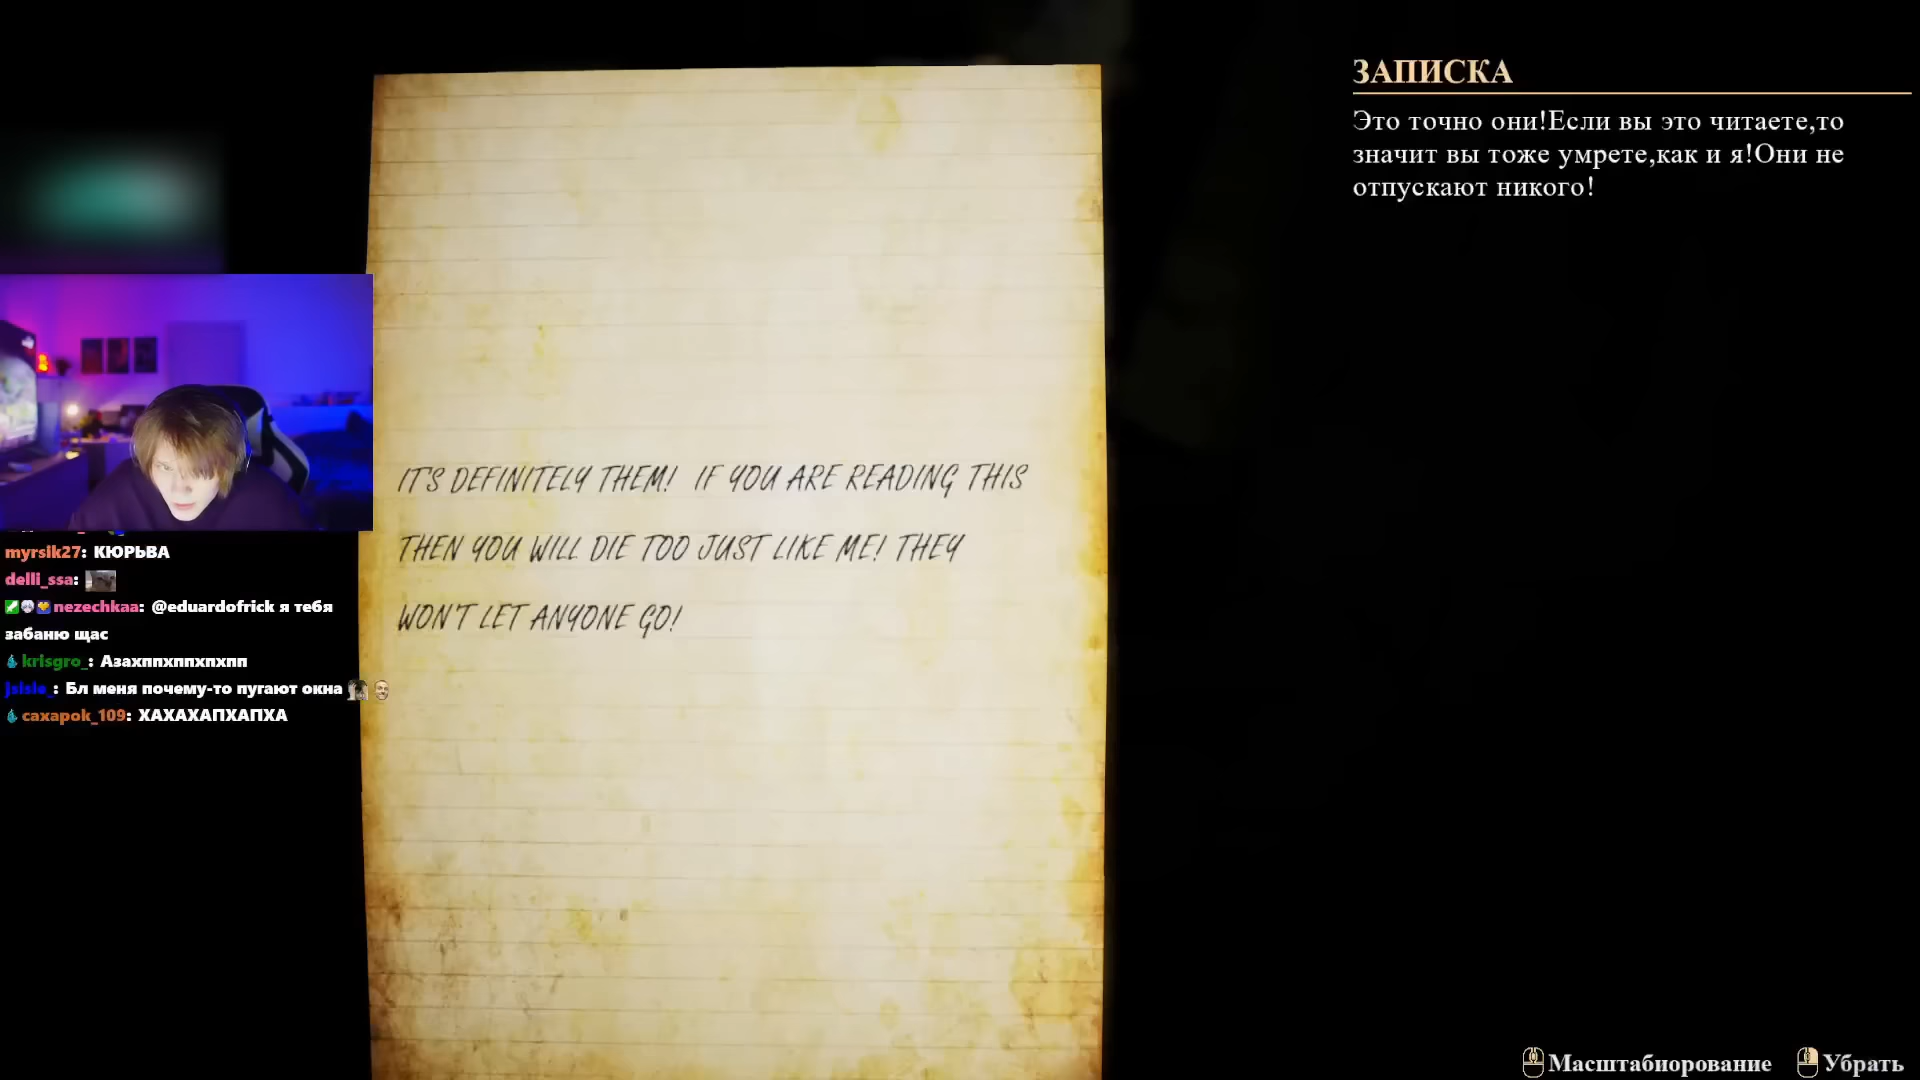 ЗАПИСКА
Это точно они!Если вы это читаете,то
значит вы тоже умрете,как и я!Они не
отпускают никого!
IT'S DEFINITELY THEM! IF YOU ARE READING THIS
THEN YOU WILL DIE TOO JUST LIKE ME! THEY
WON'T LET ANYONE GO!
myrsik27: КЮРЬВА
delli_ssa:
nezechkaa: @eduardofrick я тебя
забаню щас
krisgro_: Азахппхппхпхпп
: Бл меня почему-то пугают окна
caxapok_109: ХАХАХАПХАПХА
Масштабиорование
Убрать